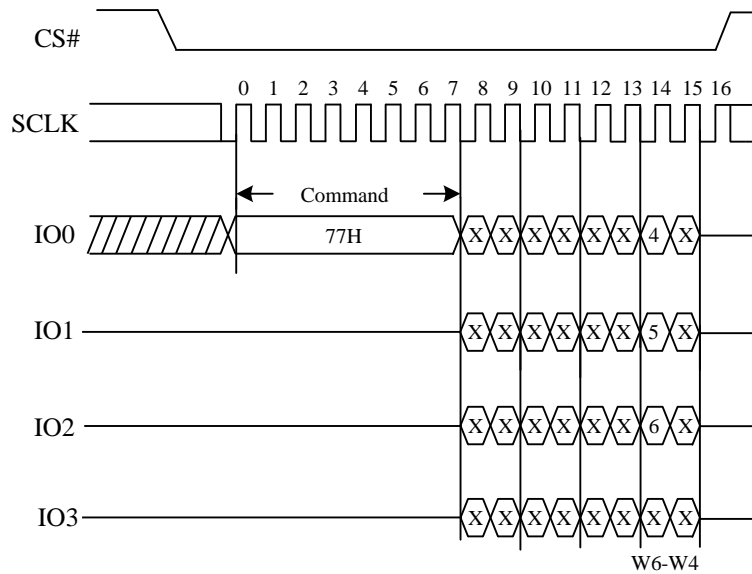 CS#
0 1 2 3 4 5 6 7 8 9 10 11 12 13 14 15 16
SCLK
Command
IO0 77H X X X X X X 4 X
IO1 X X X X X X 5 X
IO2 X X X X X X 6 X
IO3 X X X X X X X X
W6-W4